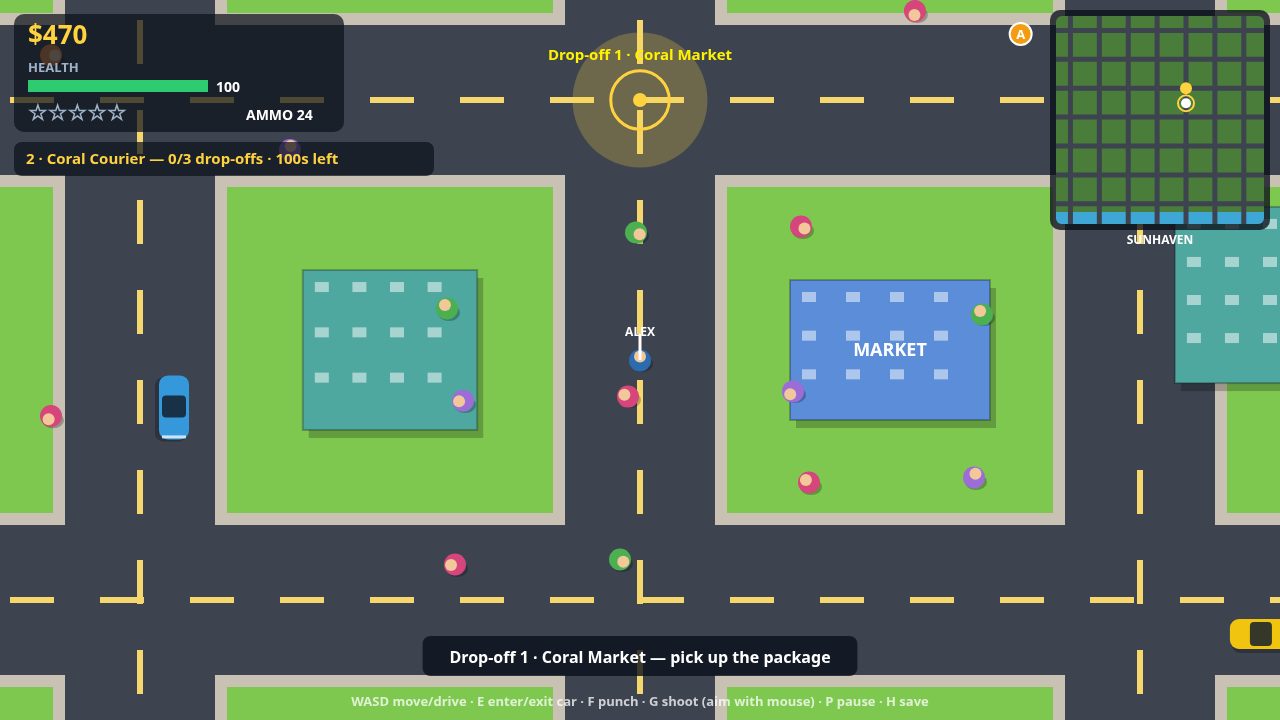 $470
HEALTH
100
☆☆☆☆☆
AMMO 24
2 · Coral Courier — 0/3 drop-offs · 100s left
Drop-off 1 · Coral Market
A
SUNHAVEN
ALEX
MARKET
Drop-off 1 · Coral Market — pick up the package
WASD move/drive · E enter/exit car · F punch · G shoot (aim with mouse) · P pause · H save